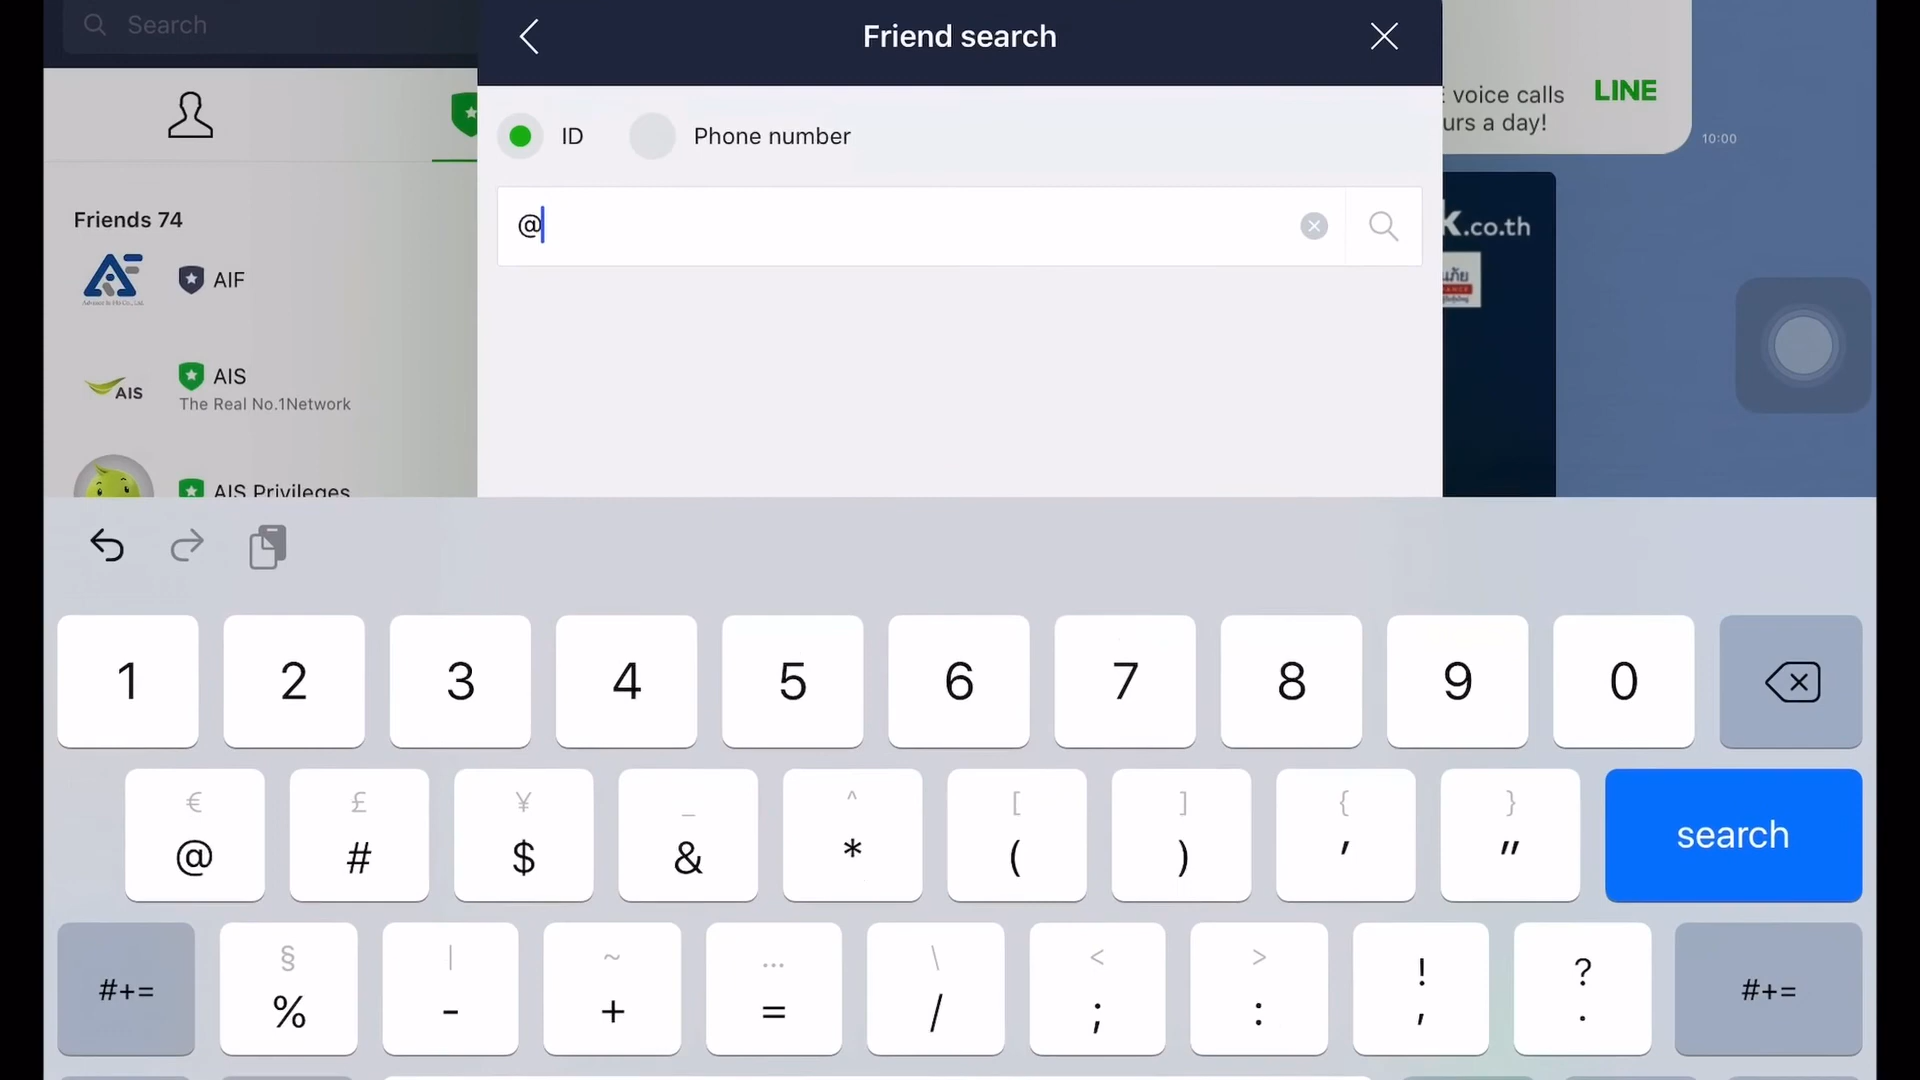 Search
Friend search
ID
Phone number
@
Friends 74
AIF
AIS
AIS
The Real No.1Network
AIS Privileges
voice calls
LINE
urs a day!
10:00
k.co.th
1 2 3 4 5 6 7 8 9 0
€ £ ¥ _ ^ [ ] { }
@ # $ & * ( ) ' "
search
§ | ~ … \ < > ! ?
#+= % - + = / ; : , . #+=